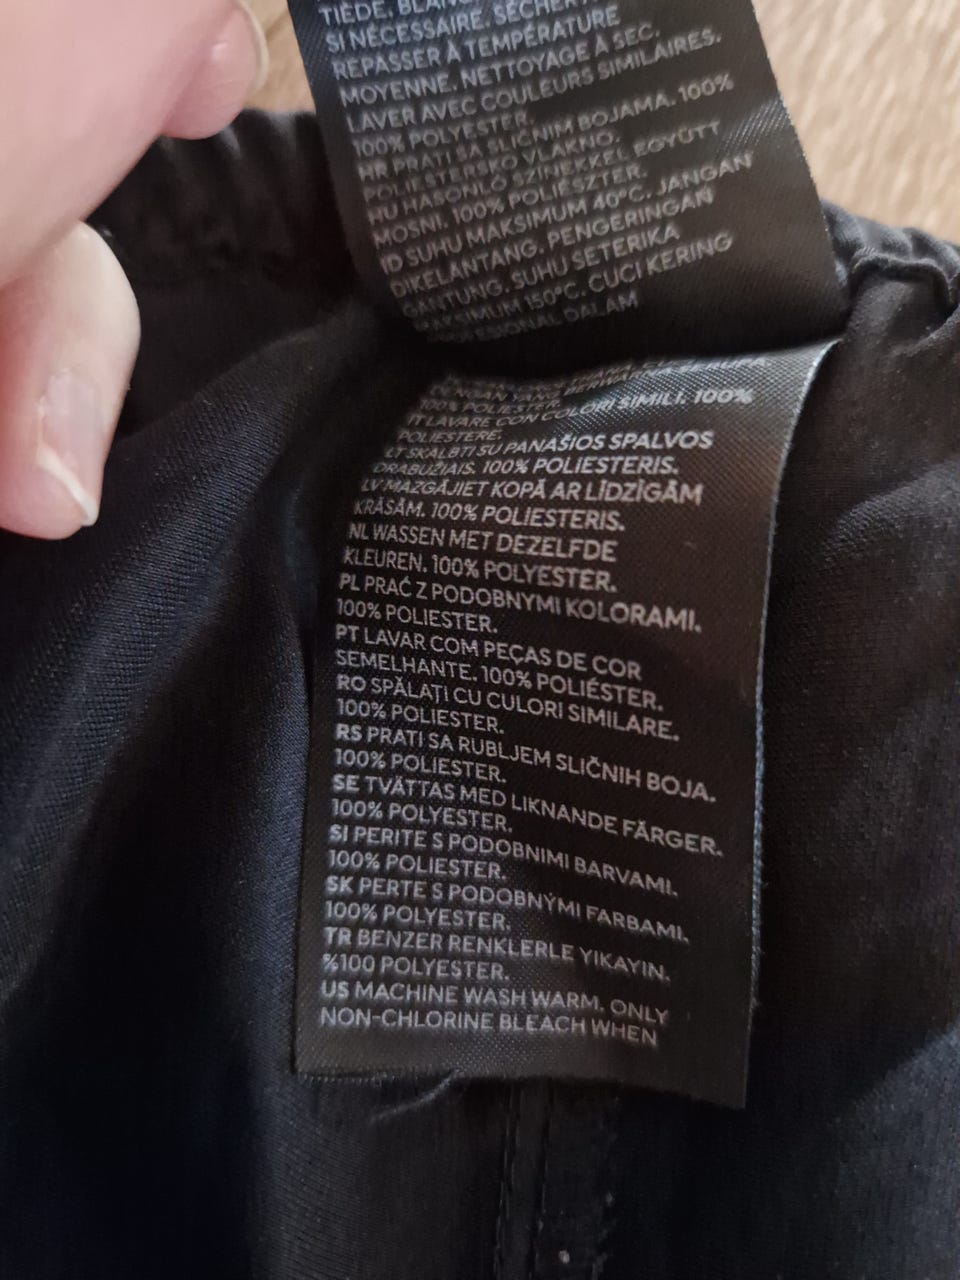 TIÈDE.
SI NÉCESSAIRE. SÉCHER
REPASSER À TEMPÉRATURE
MOYENNE. NETTOYAGE À SEC.
LAVER AVEC COULEURS SIMILAIRES.
100% POLYESTER.
HR PRATI SA SLIČNIM BOJAMA. 100%
POLIESTERSKO VLAKNO.
HU HASONLÓ SZÍNEKKEL EGYÜTT
MOSNI. 100% POLIÉSZTER.
ID SUHU MAKSIMUM 40°C. JANGAN
DIKELANTANG. PENGERINGAN
GANTUNG. SUHU SETERIKA
MAKSIMUM 150°C. CUCI KERING
PROFESIONAL DALAM
DENGAN YANG
100% POLIESTER.
IT LAVARE CON COLORI SIMILI. 100%
POLIESTERE.
LT SKALBTI SU PANAŠIOS SPALVOS
DRABUŽIAIS. 100% POLIESTERIS.
LV MAZGĀJIET KOPĀ AR LĪDZĪGĀM
KRĀSĀM. 100% POLIESTERIS.
NL WASSEN MET DEZELFDE
KLEUREN. 100% POLYESTER.
PL PRAĆ Z PODOBNYMI KOLORAMI.
100% POLIESTER.
PT LAVAR COM PEÇAS DE COR
SEMELHANTE. 100% POLIÉSTER.
RO SPĂLAȚI CU CULORI SIMILARE.
100% POLIESTER.
RS PRATI SA RUBLJEM SLIČNIH BOJA.
100% POLIESTER.
SE TVÄTTAS MED LIKNANDE FÄRGER.
100% POLYESTER.
SI PERITE S PODOBNIMI BARVAMI.
100% POLIESTER.
SK PERTE S PODOBNÝMI FARBAMI.
100% POLYESTER.
TR BENZER RENKLERLE YIKAYIN.
%100 POLYESTER.
US MACHINE WASH WARM. ONLY
NON-CHLORINE BLEACH WHEN